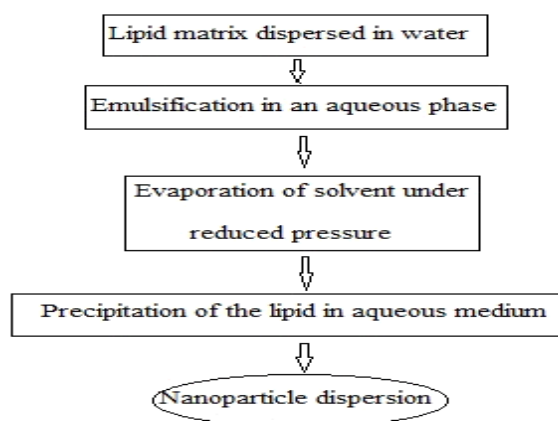 Lipid matrix dispersed in water
Emulsification in an aqueous phase
Evaporation of solvent under
reduced pressure
Precipitation of the lipid in aqueous medium
Nanoparticle dispersion